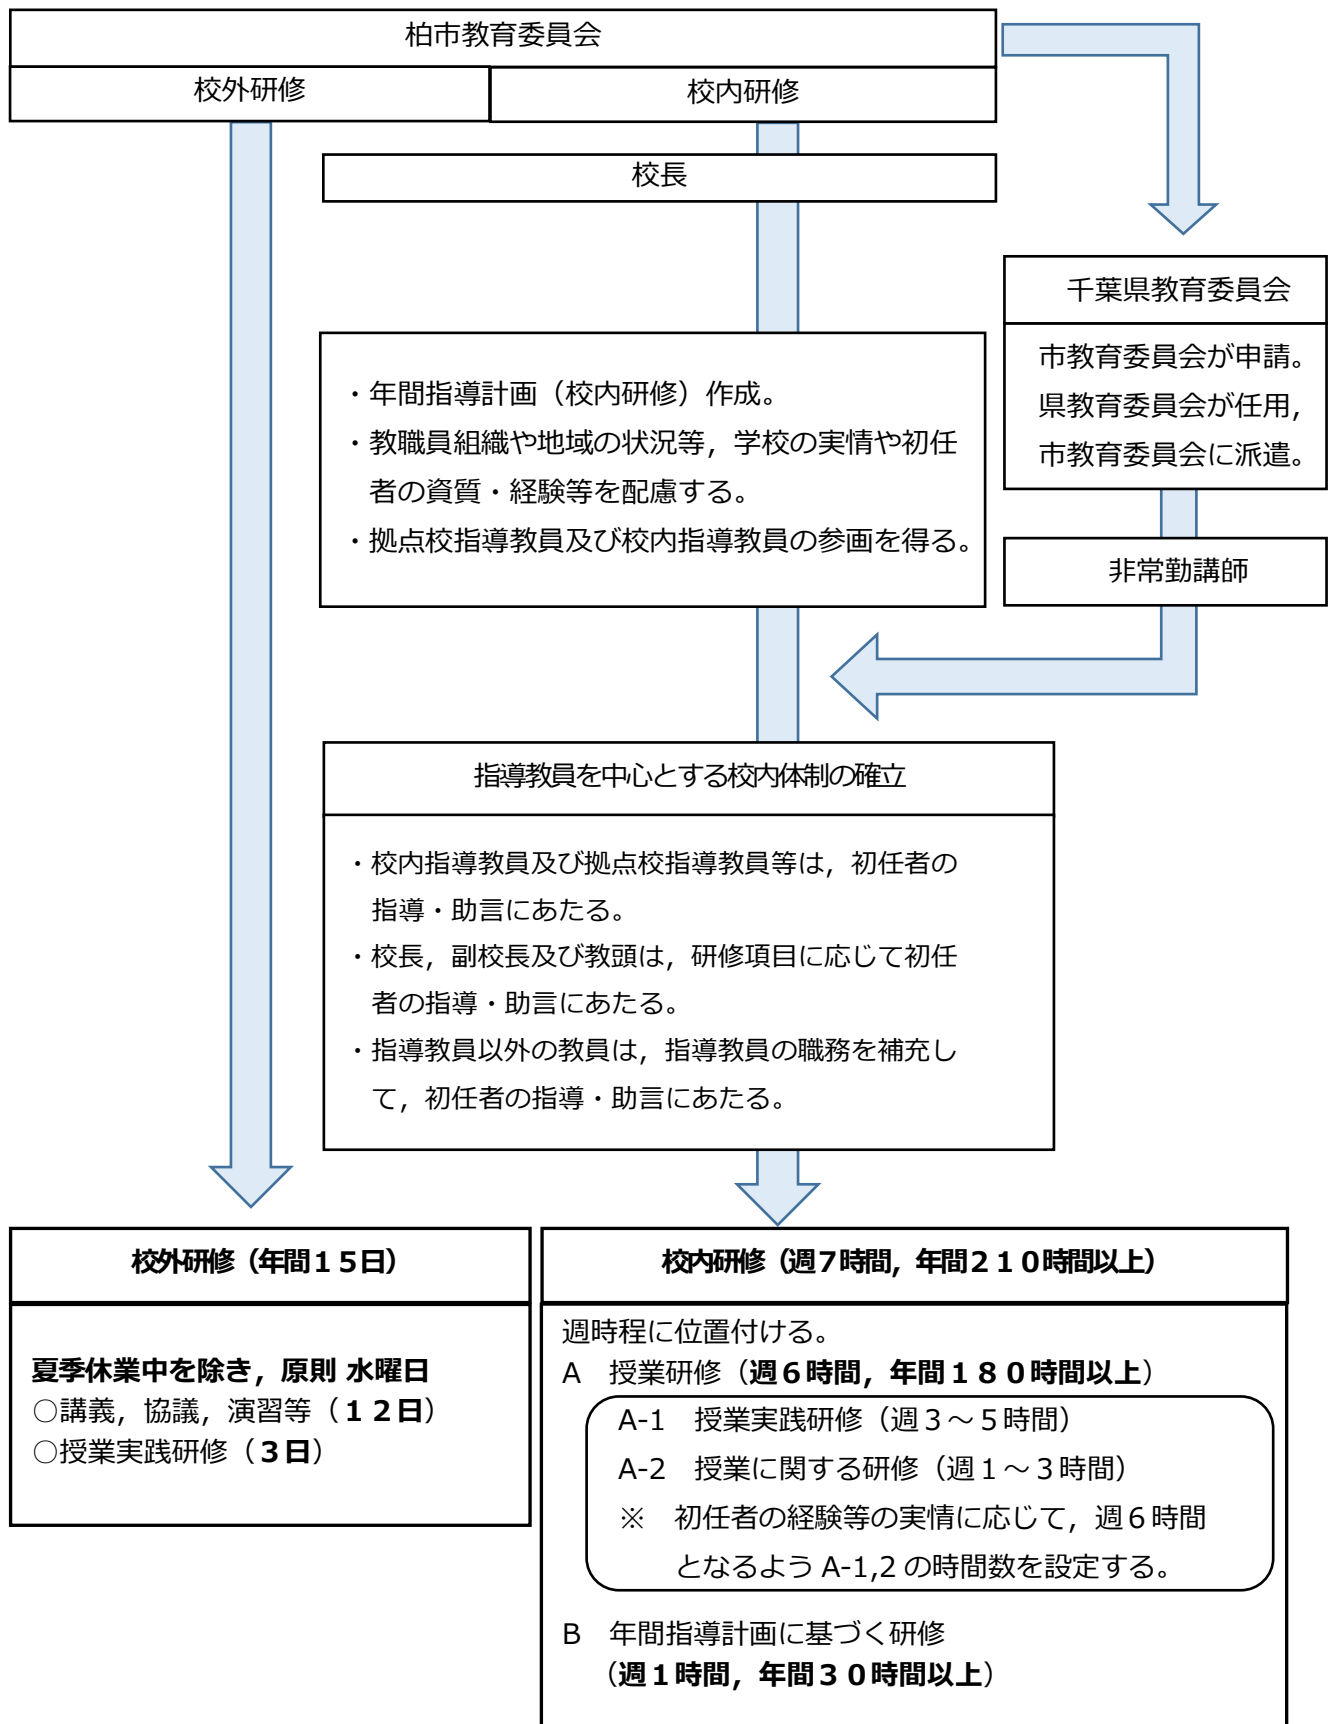 柏市教育委員会
校外研修
校内研修
校長
千葉県教育委員会
市教育委員会が申請。
県教育委員会が任用，
市教育委員会に派遣。
非常勤講師
・年間指導計画（校内研修）作成。
・教職員組織や地域の状況等，学校の実情や初任
者の資質・経験等を配慮する。
・拠点校指導教員及び校内指導教員の参画を得る。
指導教員を中心とする校内体制の確立
・校内指導教員及び拠点校指導教員等は，初任者の
指導・助言にあたる。
・校長，副校長及び教頭は，研修項目に応じて初任
者の指導・助言にあたる。
・指導教員以外の教員は，指導教員の職務を補充し
て，初任者の指導・助言にあたる。
校外研修（年間１５日）
夏季休業中を除き，原則 水曜日
○講義，協議，演習等（１２日）
○授業実践研修（３日）
校内研修（週７時間，年間２１０時間以上）
週時程に位置付ける。
A　授業研修（週６時間，年間１８０時間以上）
A-1　授業実践研修（週３～５時間）
A-2　授業に関する研修（週１～３時間）
※　初任者の経験等の実情に応じて，週６時間
となるよう A-1,2 の時間数を設定する。
B　年間指導計画に基づく研修
（週１時間，年間３０時間以上）